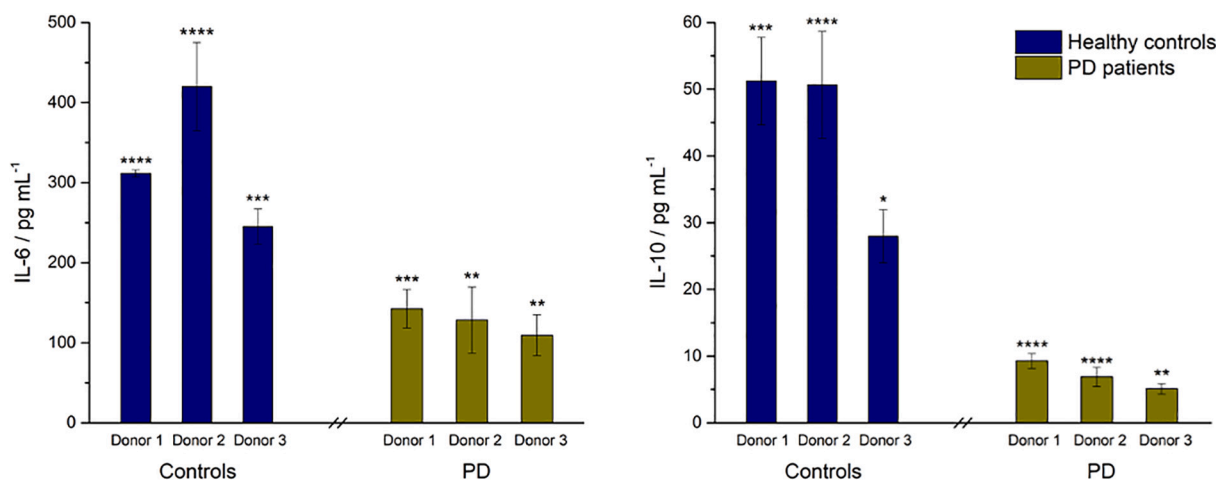 500
400
300
200
100
0
IL-6 / pg mL-1
****
****
***
***
**
**
Donor 1 Donor 2 Donor 3
Donor 1 Donor 2 Donor 3
Controls
PD
60
50
40
30
20
10
0
IL-10 / pg mL-1
***
****
*
****
****
**
Donor 1 Donor 2 Donor 3
Donor 1 Donor 2 Donor 3
Controls
PD
Healthy controls
PD patients